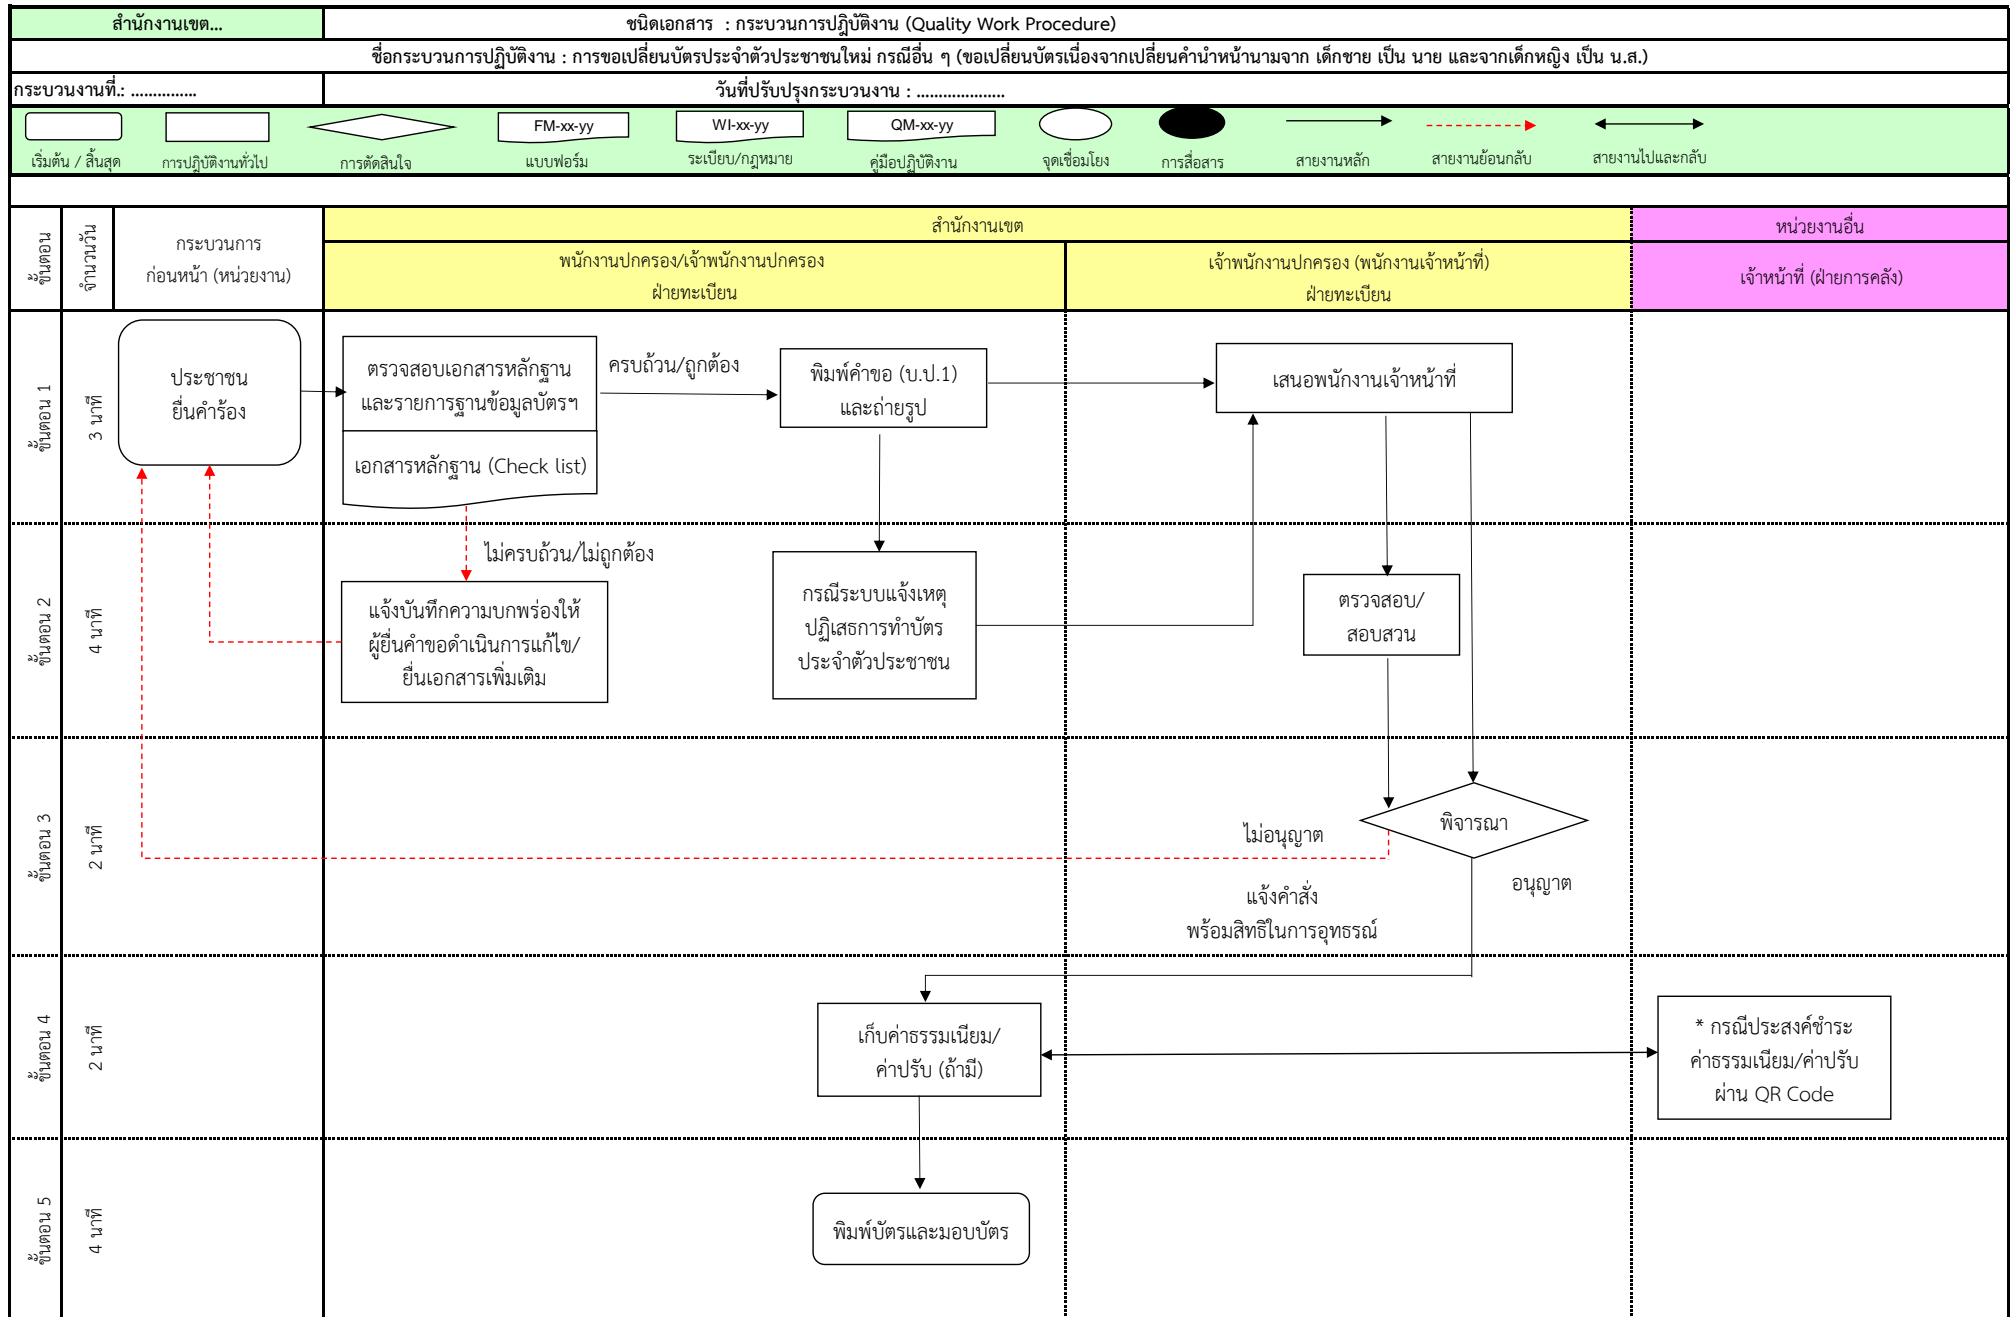 สำนักงานเขต...
ชนิดเอกสาร : กระบวนการปฎิบัติงาน (Quality Work Procedure)
ชื่อกระบวนการปฏิบัติงาน : การขอเปลี่ยนบัตรประจำตัวประชาชนใหม่ กรณีอื่น ๆ (ขอเปลี่ยนบัตรเนื่องจากเปลี่ยนคำนำหน้านามจาก เด็กชาย เป็น นาย และจากเด็กหญิง เป็น น.ส.)
กระบวนงานที่.: ...............
วันที่ปรับปรุงกระบวนงาน : ....................
FM-xx-yy
WI-xx-yy
QM-xx-yy
เริ่มต้น / สิ้นสุด
การปฎิบัติงานทั่วไป
การตัดสินใจ
แบบฟอร์ม
ระเบียบ/กฎหมาย
คู่มือปฏิบัติงาน
จุดเชื่อมโยง
การสื่อสาร
สายงานหลัก
สายงานย้อนกลับ
สายงานไปและกลับ
ขั้นตอน
จำนวนวัน
กระบวนการ
ก่อนหน้า (หน่วยงาน)
สำนักงานเขต
หน่วยงานอื่น
พนักงานปกครอง/เจ้าพนักงานปกครอง
ฝ่ายทะเบียน
เจ้าพนักงานปกครอง (พนักงานเจ้าหน้าที่)
ฝ่ายทะเบียน
เจ้าหน้าที่ (ฝ่ายการคลัง)
ขั้นตอน 1
3 นาที
ประชาชน
ยื่นคำร้อง
ตรวจสอบเอกสารหลักฐาน
และรายการฐานข้อมูลบัตรฯ
เอกสารหลักฐาน (Check list)
ครบถ้วน/ถูกต้อง
พิมพ์คำขอ (บ.ป.1)
และถ่ายรูป
เสนอพนักงานเจ้าหน้าที่
ขั้นตอน 2
4 นาที
ไม่ครบถ้วน/ไม่ถูกต้อง
แจ้งบันทึกความบกพร่องให้
ผู้ยื่นคำขอดำเนินการแก้ไข/
ยื่นเอกสารเพิ่มเติม
กรณีระบบแจ้งเหตุ
ปฏิเสธการทำบัตร
ประจำตัวประชาชน
ตรวจสอบ/
สอบสวน
ขั้นตอน 3
2 นาที
พิจารณา
ไม่อนุญาต
อนุญาต
แจ้งคำสั่ง
พร้อมสิทธิในการอุทธรณ์
ขั้นตอน 4
2 นาที
เก็บค่าธรรมเนียม/
ค่าปรับ (ถ้ามี)
* กรณีประสงค์ชำระ
ค่าธรรมเนียม/ค่าปรับ
ผ่าน QR Code
ขั้นตอน 5
4 นาที
พิมพ์บัตรและมอบบัตร